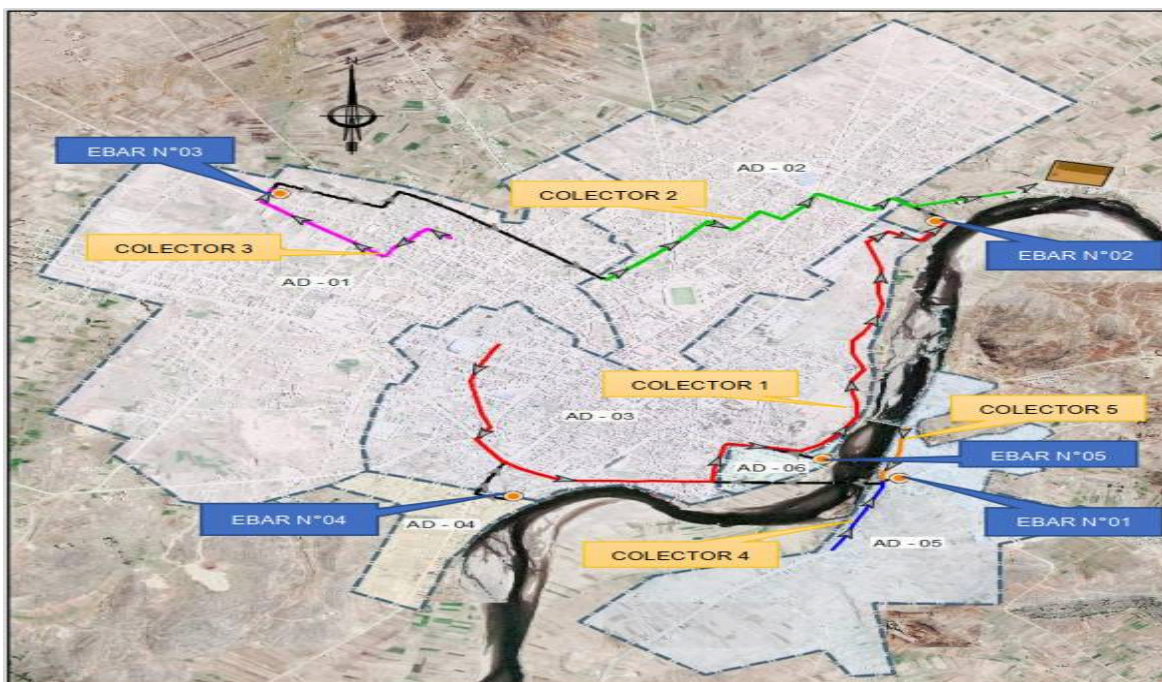 N
EBAR N°03
AD - 02
COLECTOR 2
COLECTOR 3
EBAR N°02
AD - 01
COLECTOR 1
COLECTOR 5
AD - 03
EBAR N°05
AD - 06
EBAR N°04
AD - 04
EBAR N°01
COLECTOR 4
AD - 05